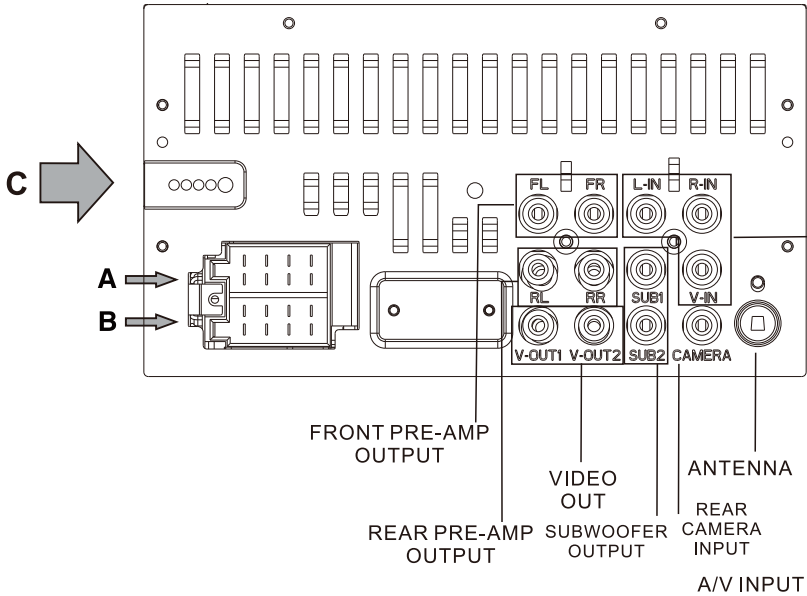 FL FR L-IN R-IN
C
A
B
RL RR SUB1 V-IN
V-OUT1 V-OUT2 SUB2 CAMERA
FRONT PRE-AMP
OUTPUT
VIDEO
OUT
ANTENNA
REAR PRE-AMP
OUTPUT
SUBWOOFER
OUTPUT
REAR
CAMERA
INPUT
A/V INPUT